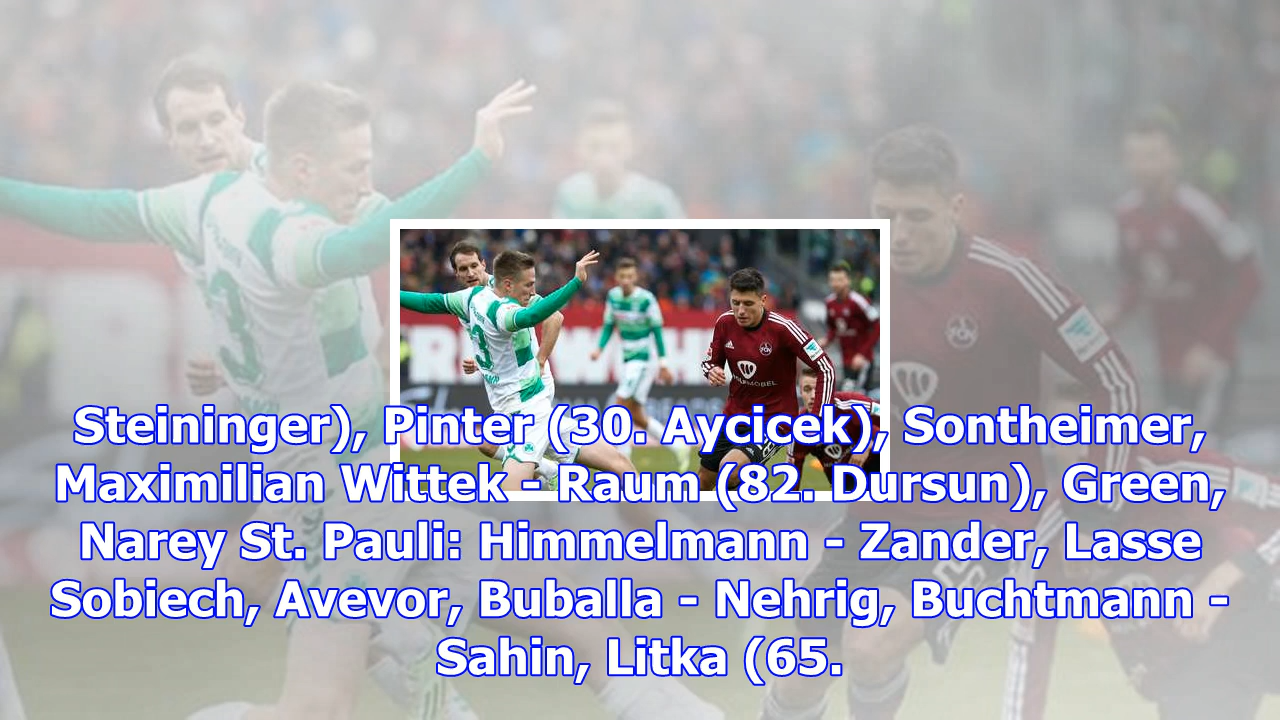 Steininger), Pinter (30. Aycicek), Sontheimer,
Maximilian Wittek - Raum (82. Dursun), Green,
Narey St. Pauli: Himmelmann - Zander, Lasse
Sobiech, Avevor, Buballa - Nehrig, Buchtmann -
Sahin, Litka (65.